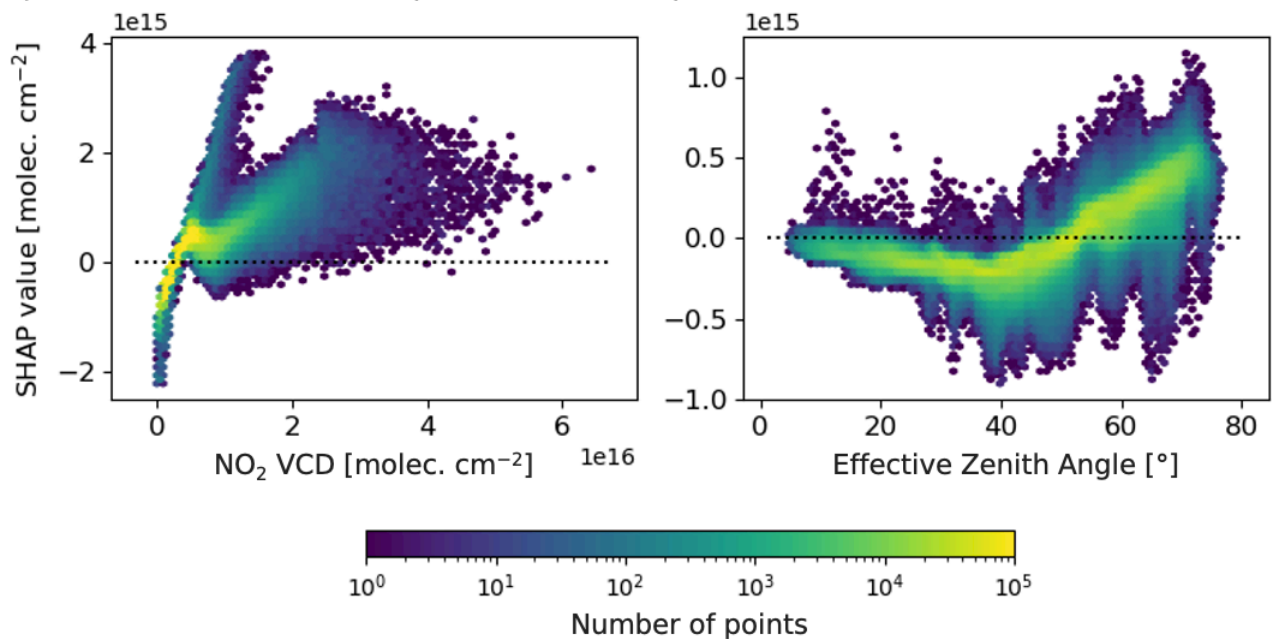 1e15
4
2
0
−2
SHAP value [molec. cm⁻²]
0 2 4 6
1e16
NO₂ VCD [molec. cm⁻²]
1e15
1.0
0.5
0.0
−0.5
−1.0
0 20 40 60 80
Effective Zenith Angle [°]
10⁰ 10¹ 10² 10³ 10⁴ 10⁵
Number of points